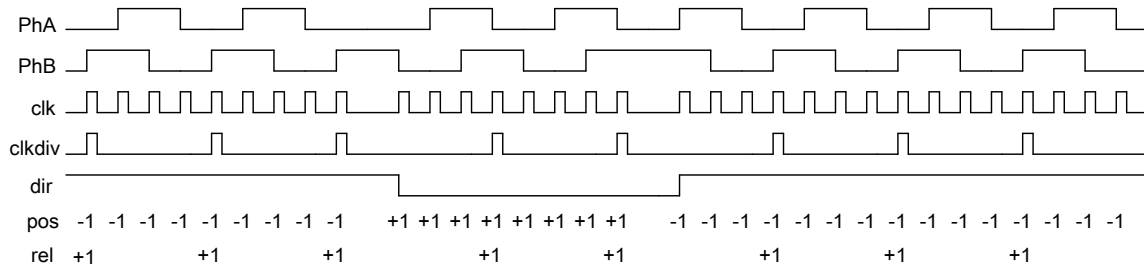 PhA
PhB
clk
clkdiv
dir
pos -1 -1 -1 -1 -1 -1 -1 -1 -1 +1 +1 +1 +1 +1 +1 +1 +1 -1 -1 -1 -1 -1 -1 -1 -1 -1 -1 -1 -1 -1 -1 -1
rel +1 +1 +1 +1 +1 +1 +1 +1